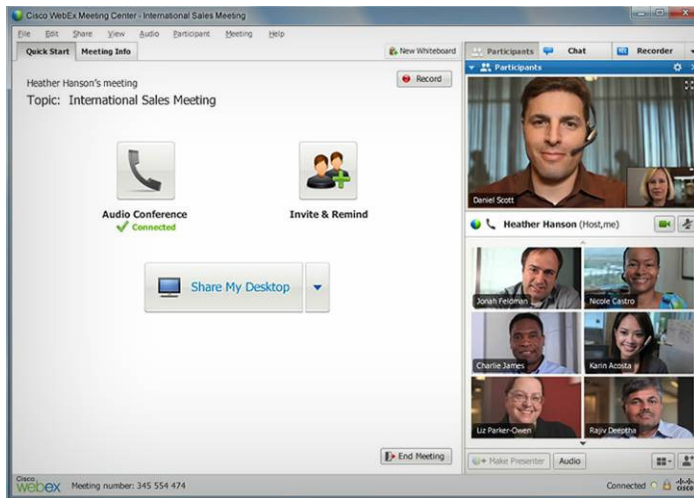 Cisco WebEx Meeting Center - International Sales Meeting
File Edit Share View Audio Participant Meeting Help
Quick Start Meeting Info
New Whiteboard
Participants Chat Recorder
Participants
Heather Hanson's meeting
Record
Topic: International Sales Meeting
Daniel Scott
Audio Conference
Connected
Invite & Remind
Heather Hanson (Host,me)
Share My Desktop
Jonah Feldman
Nicole Castro
Charlie James
Karin Acosta
Liz Parker-Owen
Rajiv Deeptha
End Meeting
Make Presenter Audio
Cisco
webex Meeting number: 345 554 474
Connected
CISCO